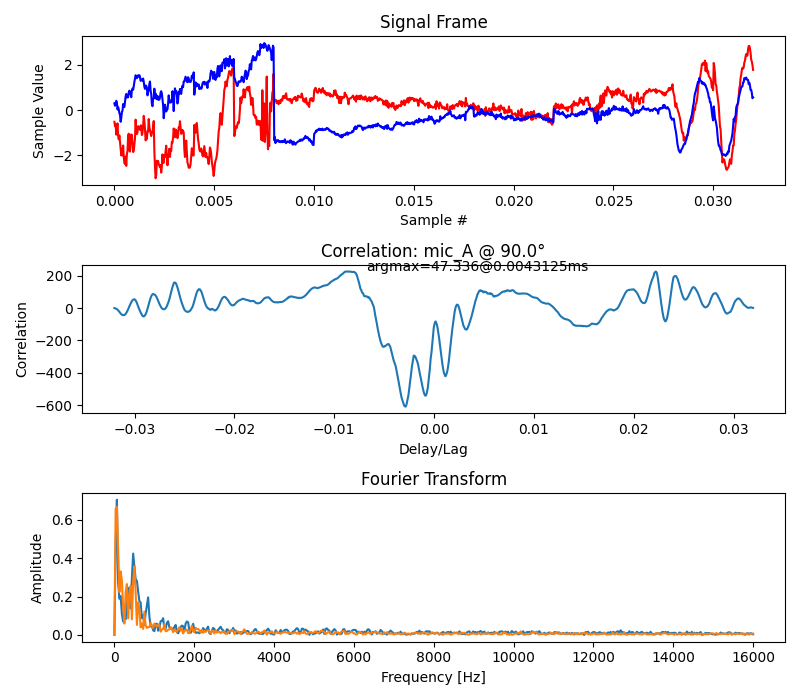 Signal Frame
Sample Value
2
0
−2
0.000 0.005 0.010 0.015 0.020 0.025 0.030
Sample #
Correlation: mic_A @ 90.0°
argmax=47.336@0.0043125ms
Correlation
200
0
−200
−400
−600
−0.03 −0.02 −0.01 0.00 0.01 0.02 0.03
Delay/Lag
Fourier Transform
Amplitude
0.6
0.4
0.2
0.0
0 2000 4000 6000 8000 10000 12000 14000 16000
Frequency [Hz]